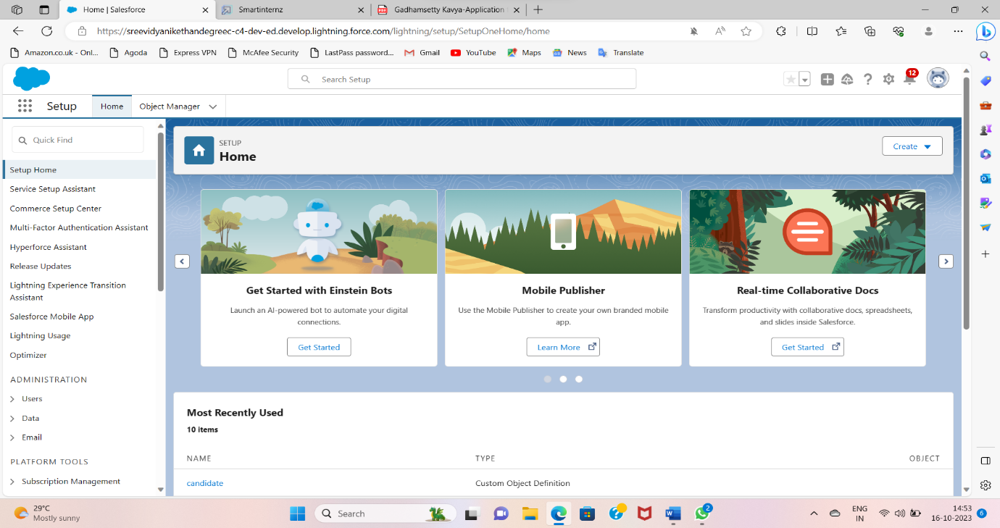 Home | Salesforce
Smartinternz
Gadhamsetty Kavya-Application
https://sreevidyanikethandegreec-c4-dev-ed.develop.lightning.force.com/lightning/setup/SetupOneHome/home
Amazon.co.uk - Onl...
Agoda
Express VPN
McAfee Security
LastPass password...
Gmail
YouTube
Maps
News
Translate
Search Setup
12
Setup
Home
Object Manager
Quick Find
SETUP
Home
Create
Setup Home
Service Setup Assistant
Commerce Setup Center
Multi-Factor Authentication Assistant
Hyperforce Assistant
Release Updates
Lightning Experience Transition
Assistant
Salesforce Mobile App
Lightning Usage
Optimizer
ADMINISTRATION
Users
Data
Email
PLATFORM TOOLS
Subscription Management
Get Started with Einstein Bots
Launch an AI-powered bot to automate your digital
connections.
Get Started
Mobile Publisher
Use the Mobile Publisher to create your own branded mobile
app.
Learn More
Real-time Collaborative Docs
Transform productivity with collaborative docs, spreadsheets,
and slides inside Salesforce.
Get Started
Most Recently Used
10 items
NAME
TYPE
OBJECT
candidate
Custom Object Definition
29°C
Mostly sunny
Search
2
ENG
IN
14:53
16-10-2023
6